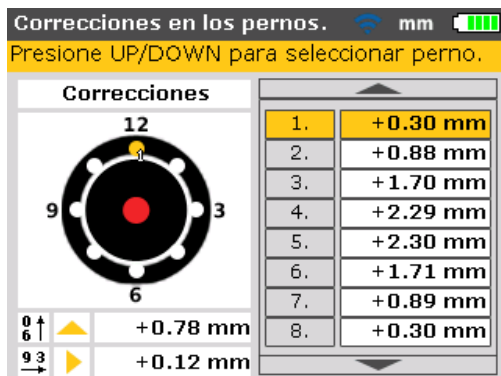 Correcciones en los pernos. mm
Presione UP/DOWN para seleccionar perno.
Correcciones
12
1
9 3
6
0 6 +0.78 mm
9 3 +0.12 mm
1. +0.30 mm
2. +0.88 mm
3. +1.70 mm
4. +2.29 mm
5. +2.30 mm
6. +1.71 mm
7. +0.89 mm
8. +0.30 mm